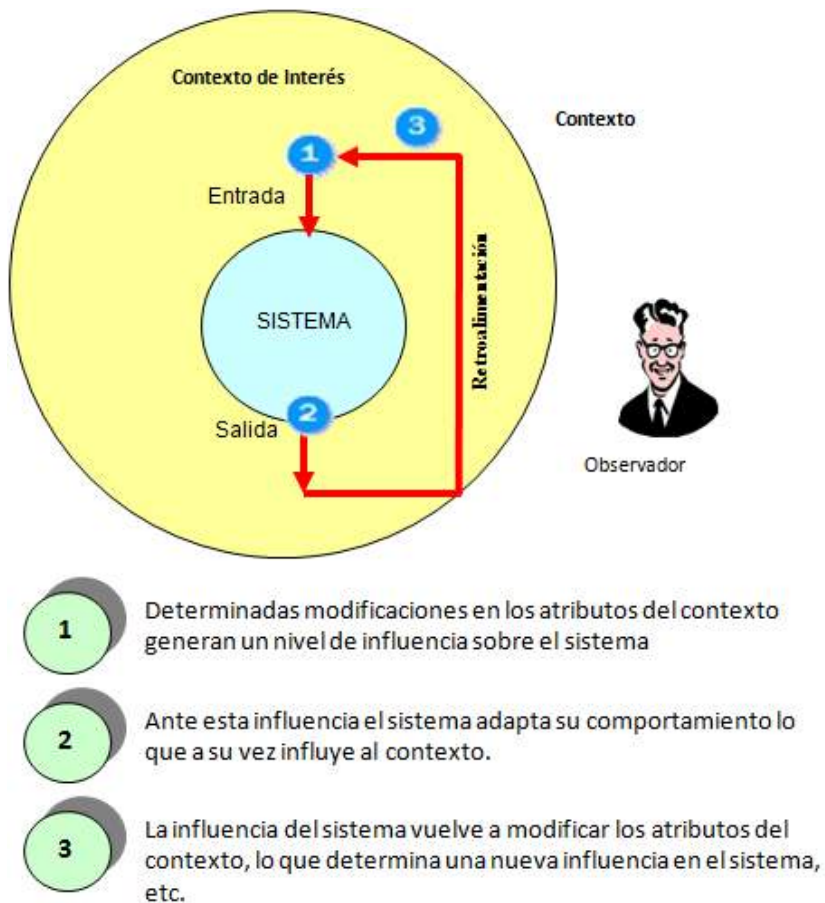 Contexto de Interés
Contexto
3
1
Entrada
Retroalimentación
SISTEMA
2
Salida
Observador
1
Determinadas modificaciones en los atributos del contexto
generan un nivel de influencia sobre el sistema
2
Ante esta influencia el sistema adapta su comportamiento lo
que a su vez influye al contexto.
3
La influencia del sistema vuelve a modificar los atributos del
contexto, lo que determina una nueva influencia en el sistema,
etc.